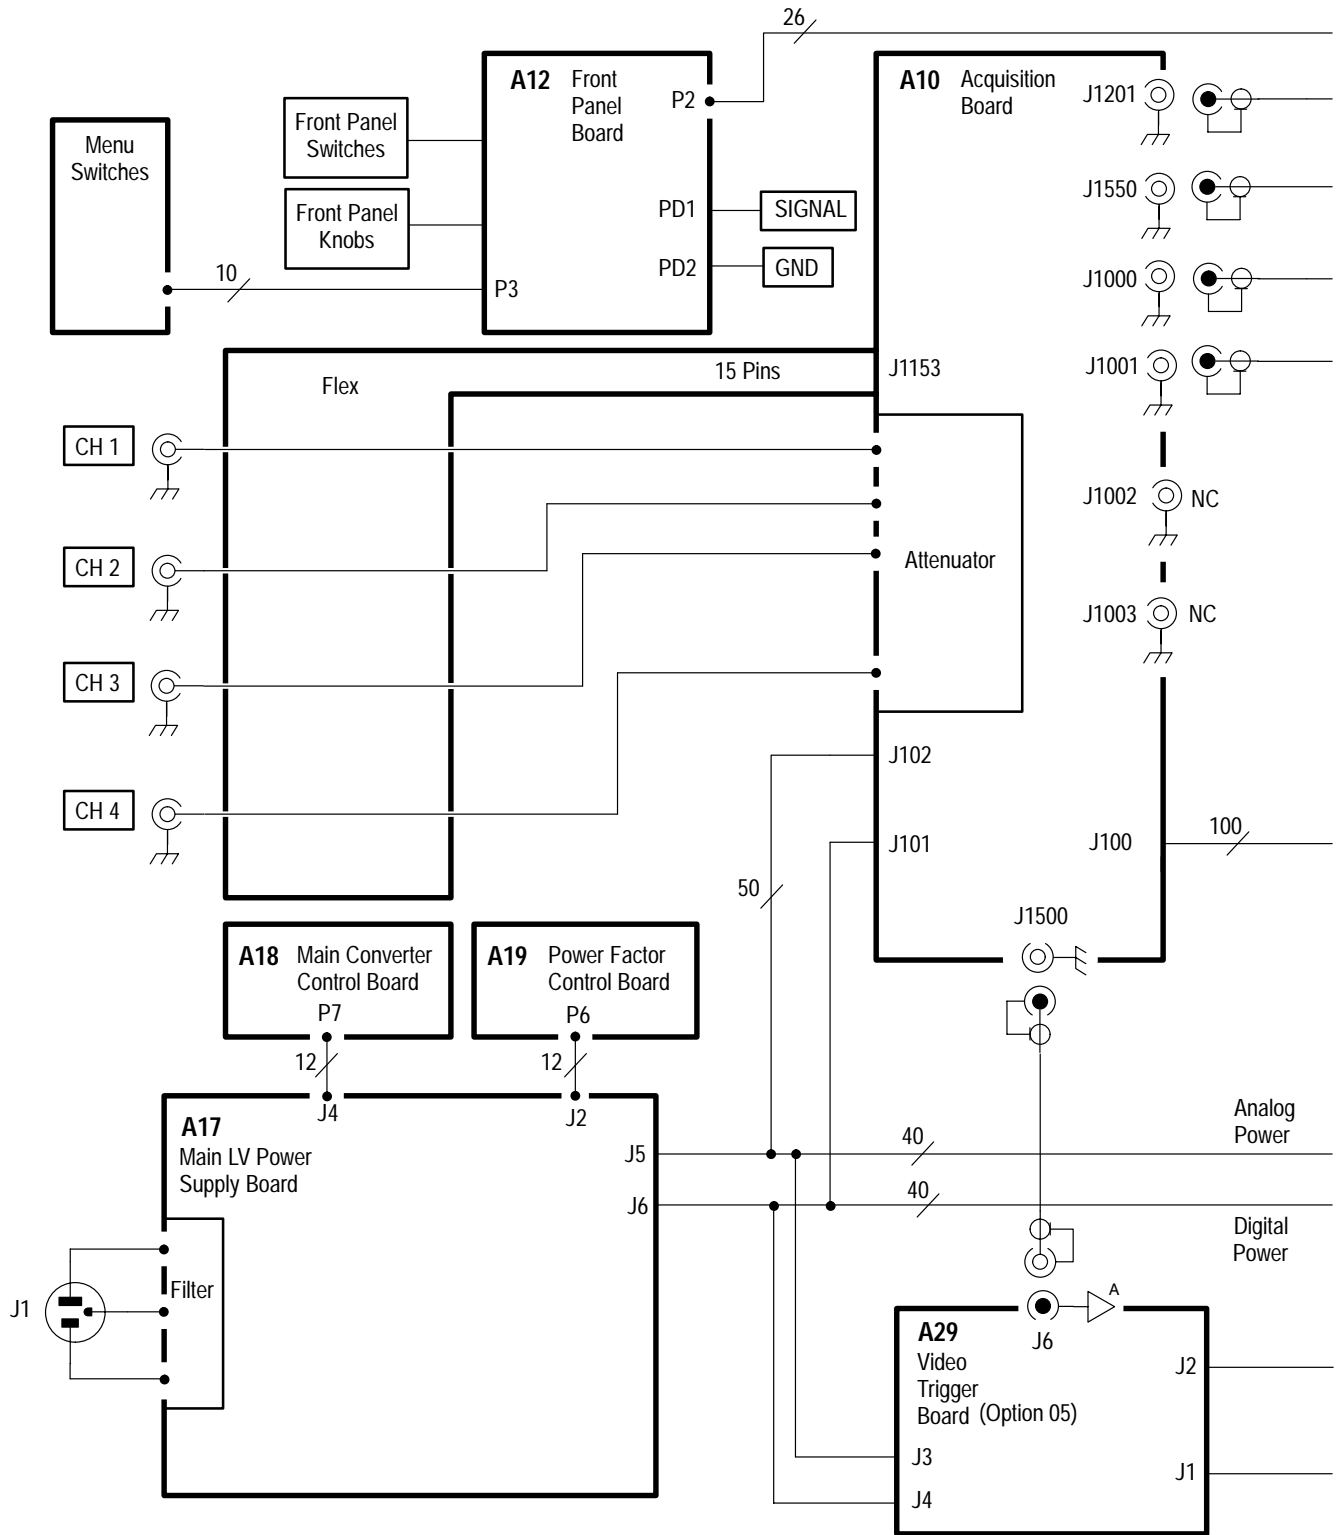 26
A12 Front
Panel
Board
P2
A10 Acquisition
Board
J1201
Menu
Switches
Front Panel
Switches
J1550
Front Panel
Knobs
PD1
SIGNAL
PD2
GND
J1000
10
P3
Flex
15 Pins
J1153
J1001
CH 1
J1002
NC
CH 2
Attenuator
J1003
NC
CH 3
J102
CH 4
J101
J100
100
50
J1500
A18 Main Converter
Control Board
P7
A19 Power Factor
Control Board
P6
12
12
J4
J2
A17
Main LV Power
Supply Board
J5
40
Analog
Power
J6
40
Digital
Power
Filter
J1
A
A29
J6
Video
Trigger
Board (Option 05)
J2
J3
J1
J4